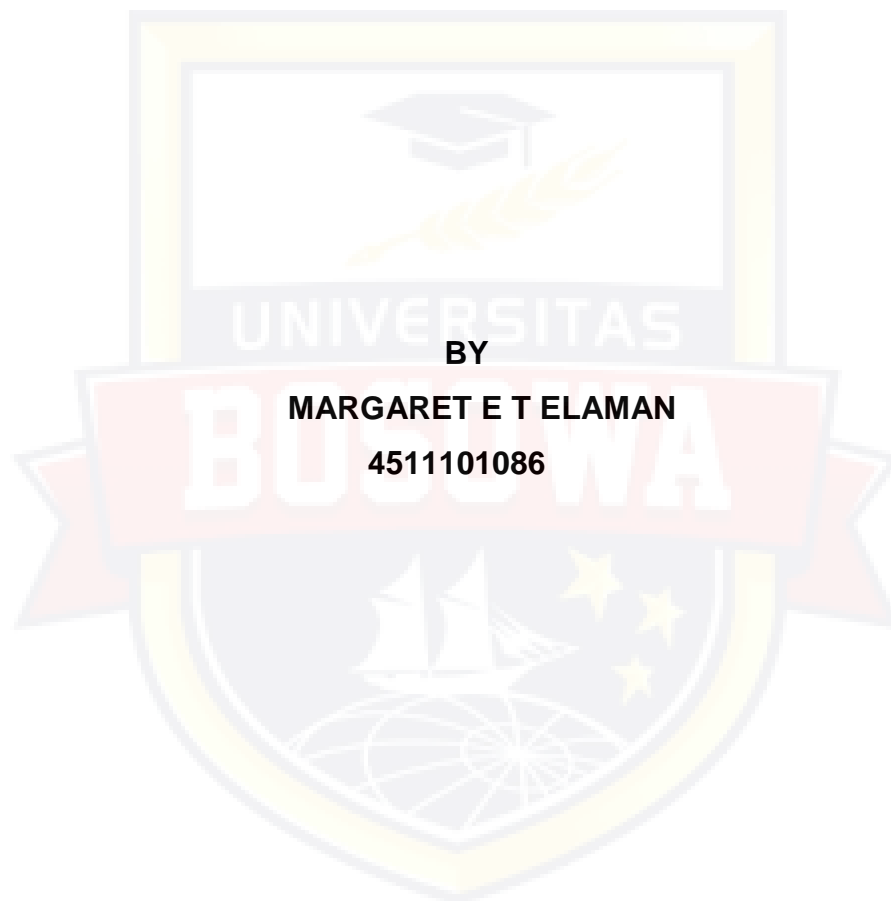 UNIVERSITAS
BY
MARGARET E T ELAMAN
BOSOWA
4511101086